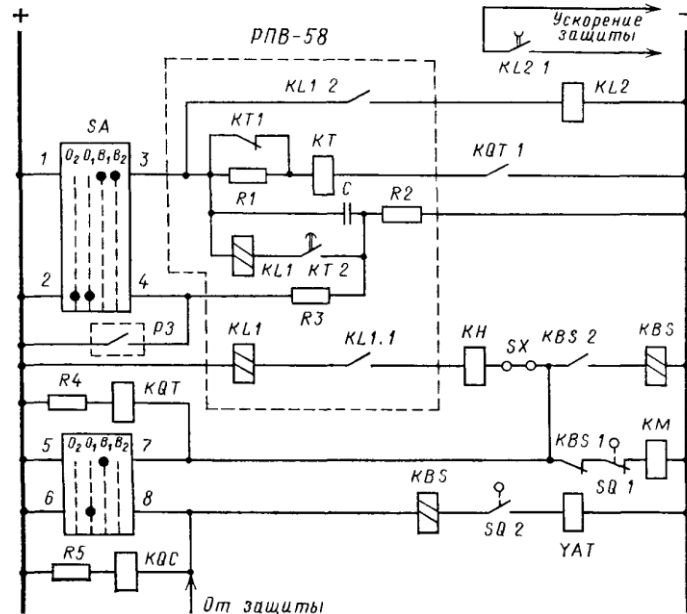 +
−
Ускорение
защиты
РПВ-58
KL2 1
KL1 2
KL2
SA
KT1
1
O₂ O₁ B₁ B₂
3
KT
KQT 1
R1
C
R2
KL1
KT 2
2
4
R3
РЗ
KL1
KL1.1
KH
SX
KBS 2
KBS
R4
KQT
5
O₂ O₁ B₁ B₂
7
KBS 1
KM
SQ 1
6
8
KBS
SQ 2
YAT
R5
KQC
От защиты